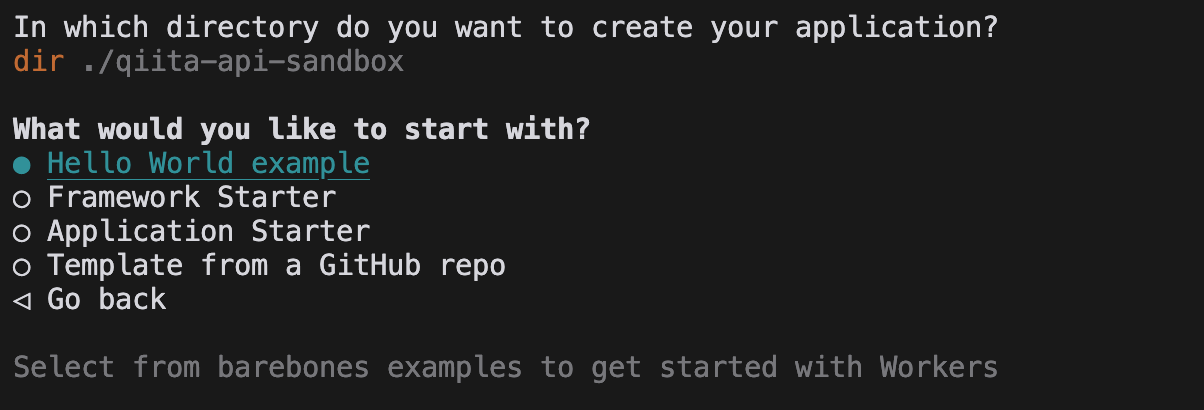 In which directory do you want to create your application?
dir ./qiita-api-sandbox
What would you like to start with?
● Hello World example
○ Framework Starter
○ Application Starter
○ Template from a GitHub repo
◁ Go back
Select from barebones examples to get started with Workers